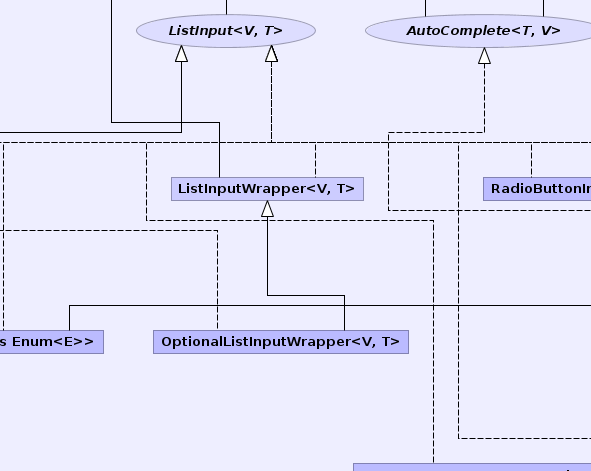 ListInput<V, T>
AutoComplete<T, V>
ListInputWrapper<V, T>
RadioButtonIn
s Enum<E>>
OptionalListInputWrapper<V, T>